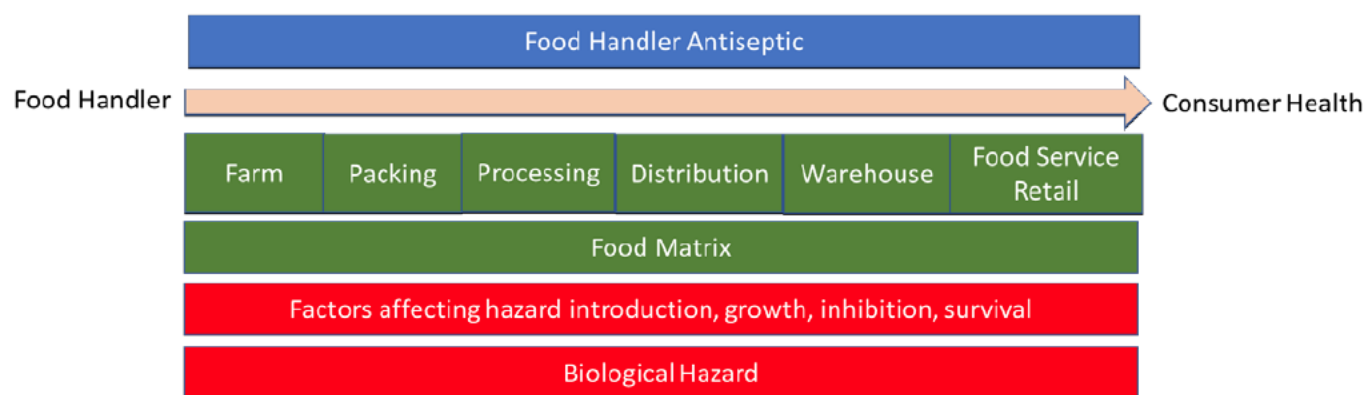 Food Handler Antiseptic
Food Handler
Consumer Health
Farm
Packing
Processing
Distribution
Warehouse
Food Service
Retail
Food Matrix
Factors affecting hazard introduction, growth, inhibition, survival
Biological Hazard